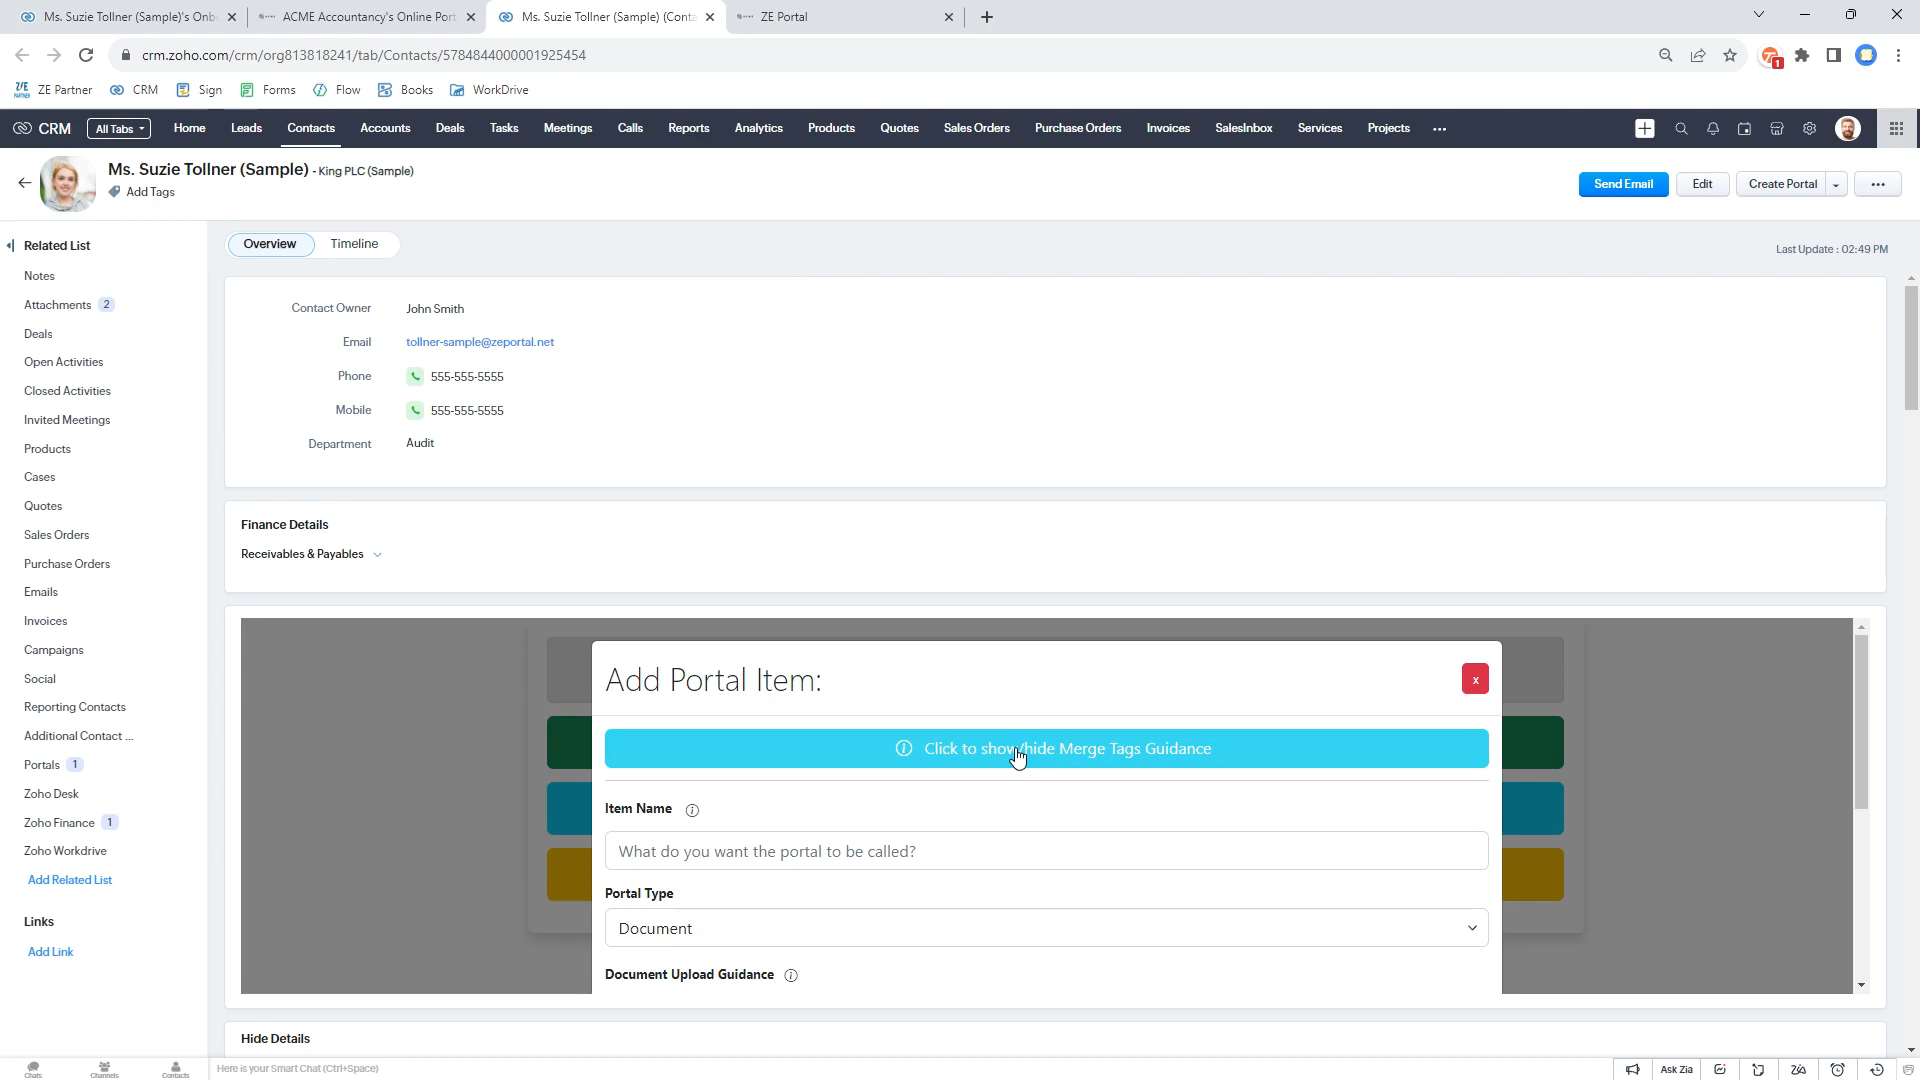 Ms. Suzie Tollner (Sample)'s Onb
ACME Accountancy's Online Port
Ms. Suzie Tollner (Sample) (Conta
ZE Portal
crm.zoho.com/crm/org813818241/tab/Contacts/5784844000001925454
1
ZE Partner
CRM
Sign
Forms
Flow
Books
WorkDrive
CRM
All Tabs
Home
Leads
Contacts
Accounts
Deals
Tasks
Meetings
Calls
Reports
Analytics
Products
Quotes
Sales Orders
Purchase Orders
Invoices
SalesInbox
Services
Projects
Ms. Suzie Tollner (Sample) - King PLC (Sample)
Add Tags
Send Email
Edit
Create Portal
Related List
Notes
Attachments 2
Deals
Open Activities
Closed Activities
Invited Meetings
Products
Cases
Quotes
Sales Orders
Purchase Orders
Emails
Invoices
Campaigns
Social
Reporting Contacts
Additional Contact ...
Portals 1
Zoho Desk
Zoho Finance 1
Zoho Workdrive
Add Related List
Links
Add Link
Overview
Timeline
Last Update : 02:49 PM
Contact Owner John Smith
Email tollner-sample@zeportal.net
Phone 555-555-5555
Mobile 555-555-5555
Department Audit
Finance Details
Receivables & Payables
Add Portal Item:
x
Click to show/hide Merge Tags Guidance
Item Name
What do you want the portal to be called?
Portal Type
Document
Document Upload Guidance
Hide Details
Chats
Channels
Contacts
Here is your Smart Chat (Ctrl+Space)
Ask Zia